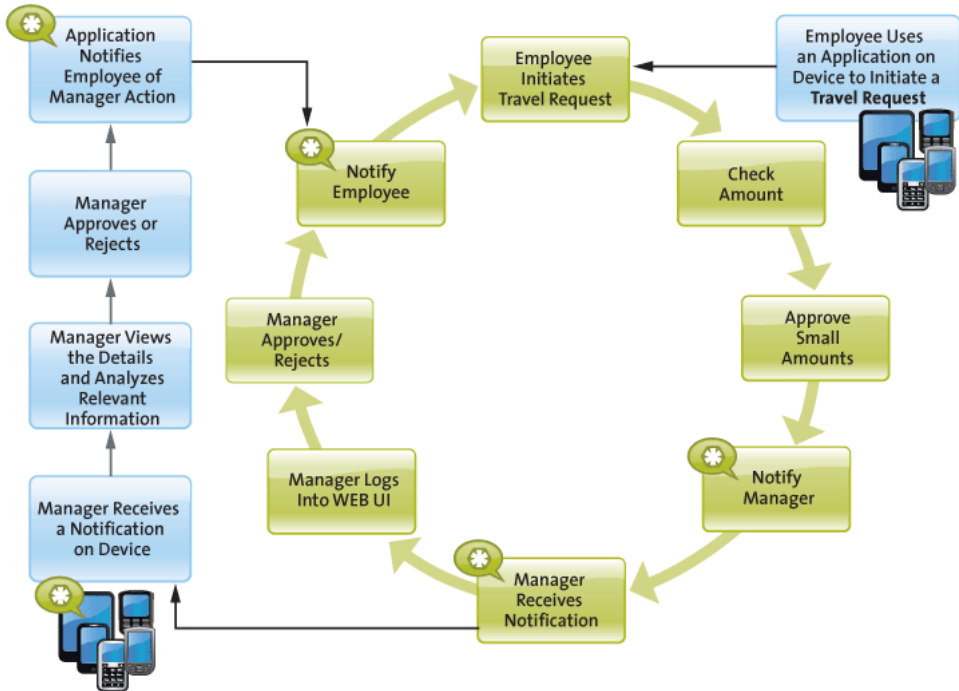 Application
Notifies
Employee of
Manager Action
Manager
Approves or
Rejects
Manager Views
the Details
and Analyzes
Relevant
Information
Manager Receives
a Notification
on Device
Employee
Initiates
Travel Request
Employee Uses
an Application on
Device to Initiate a
Travel Request
Check
Amount
Approve
Small
Amounts
Notify
Manager
Manager
Receives
Notification
Manager Logs
Into WEB UI
Manager
Approves/
Rejects
Notify
Employee